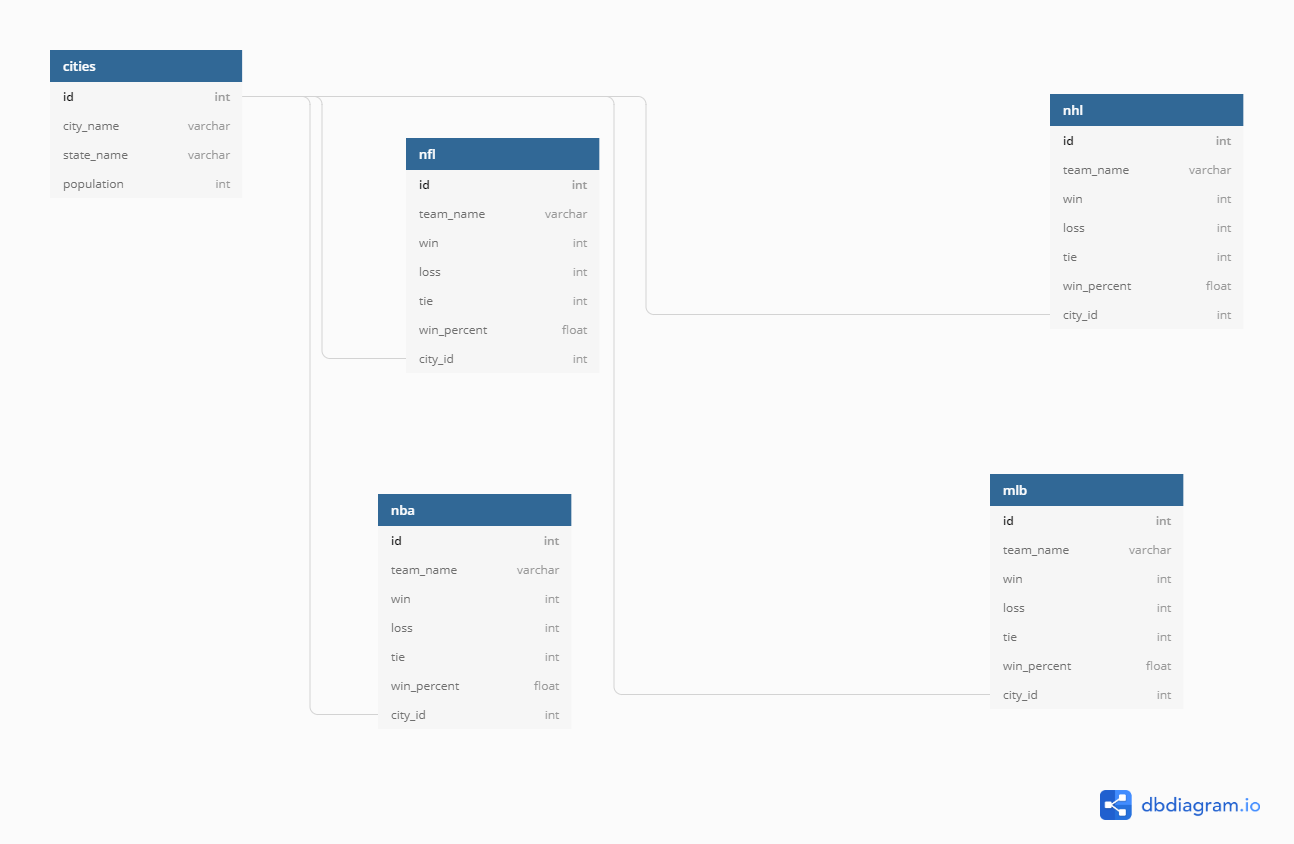 cities
id int
city_name varchar
state_name varchar
population int
nfl
id int
team_name varchar
win int
loss int
tie int
win_percent float
city_id int
nhl
id int
team_name varchar
win int
loss int
tie int
win_percent float
city_id int
nba
id int
team_name varchar
win int
loss int
tie int
win_percent float
city_id int
mlb
id int
team_name varchar
win int
loss int
tie int
win_percent float
city_id int
dbdiagram.io